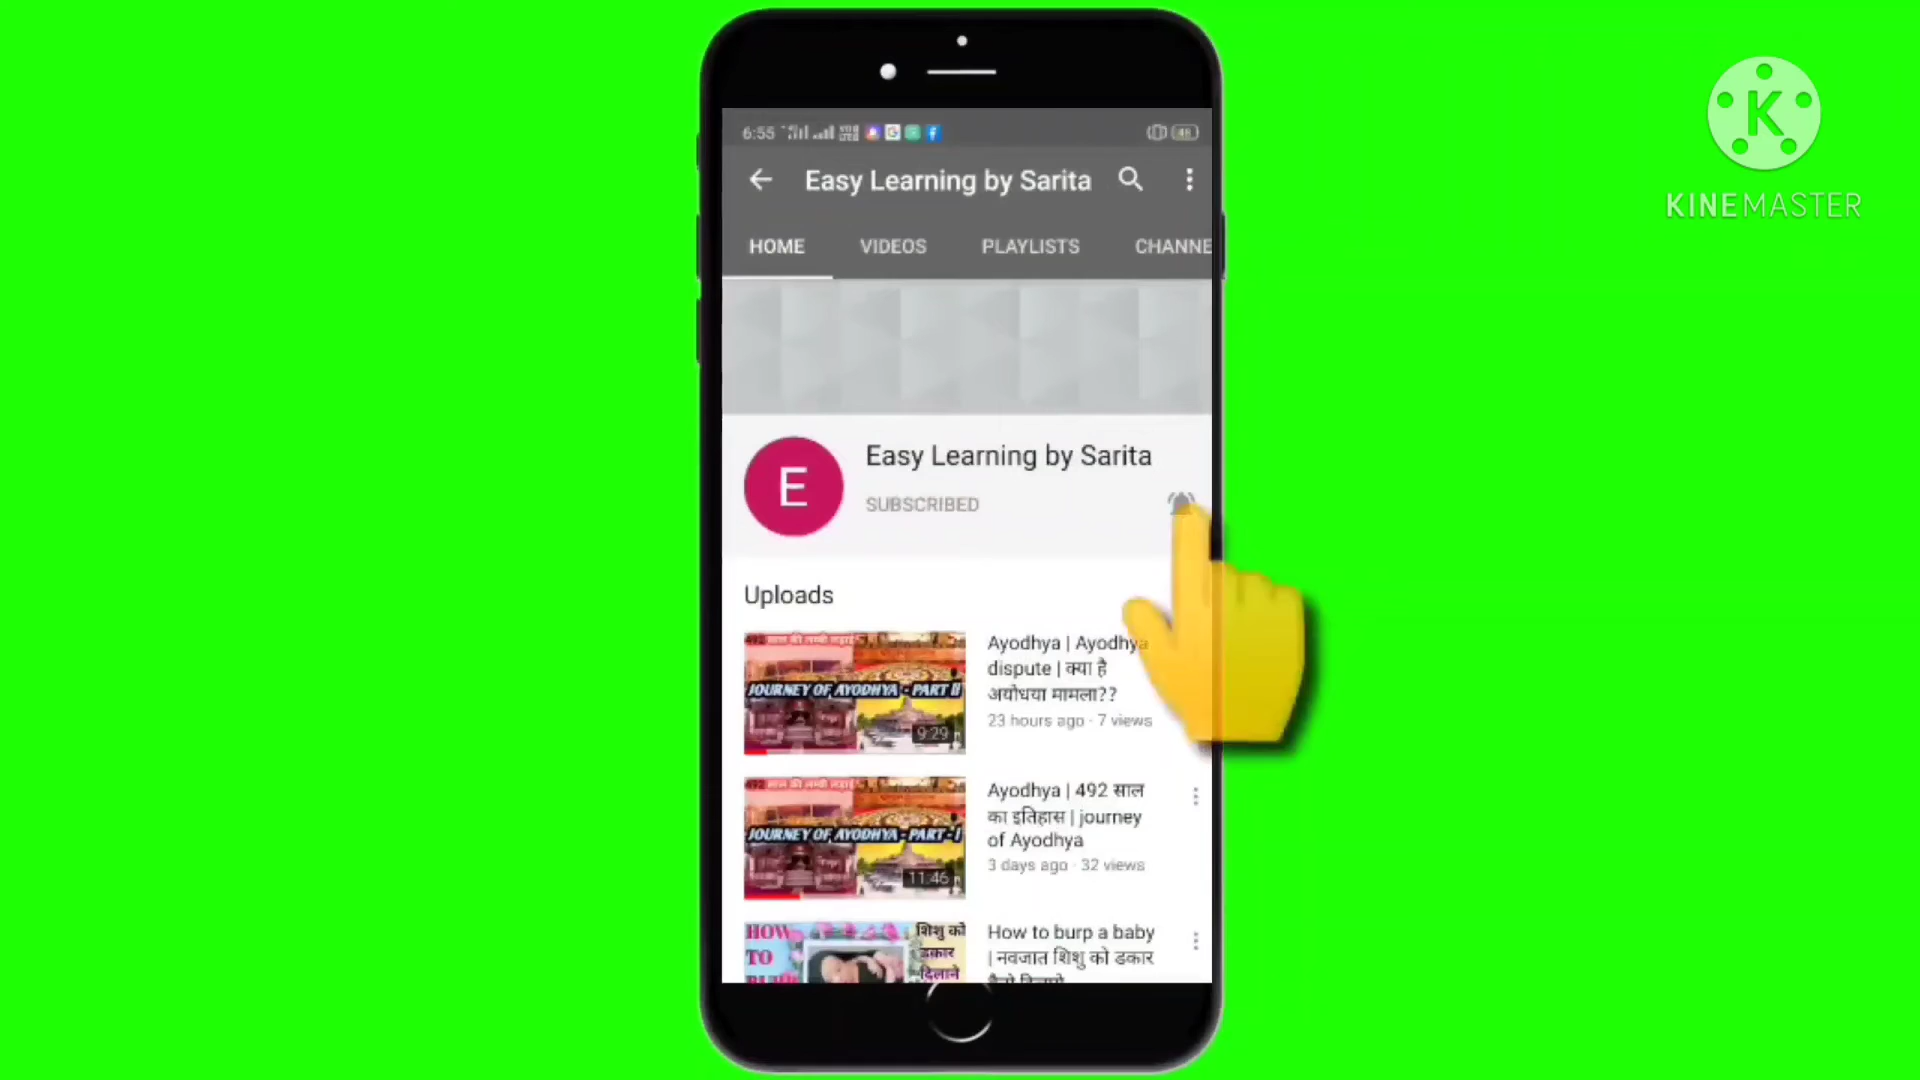 6:55
48
Easy Learning by Sarita
HOME VIDEOS PLAYLISTS CHANNE
E
Easy Learning by Sarita
SUBSCRIBED
Uploads
JOURNEY OF AYODHYA - PART II
9:29
Ayodhya | Ayodhya
dispute | क्या है
अयोधया मामला??
23 hours ago · 7 views
JOURNEY OF AYODHYA - PART - I
11:46
Ayodhya | 492 साल
का इतिहास | journey
of Ayodhya
3 days ago · 32 views
HOW
TO
शिशु को
डकार
दिलाने
How to burp a baby
| नवजात शिशु को डकार
K
KINEMASTER